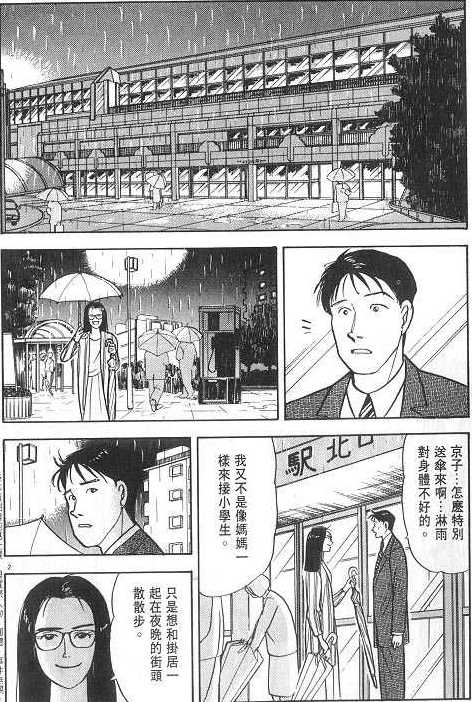 京子…怎麼特別
送傘來啊…淋雨
對身體不好的。
北駅
我又不是像媽媽一
樣來接小學生。
只是想和掛居一
起在夜晚的街頭
散散步。
2